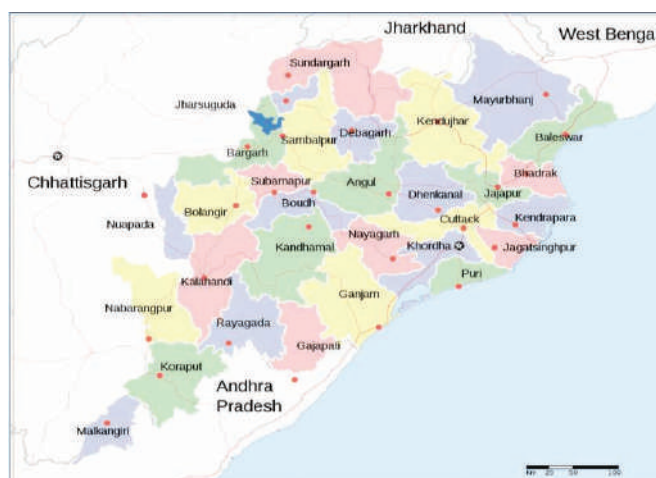 Jharkhand
West Benga
Sundargarh
Jharsuguda
Mayurbhanj
Kendujhar
Debagarh
Sambalpur
Baleswar
Bargarh
Bhadrak
Chhattisgarh
Subarnapur
Angul
Dhenkanal
Jajapur
Boudh
Bolangir
Kendrapara
Nuapada
Cuttack
Nayagarh
Kandhamal
Khordha
Jagatsinghpur
Kalahandi
Puri
Ganjam
Nabarangpur
Rayagada
Gajapati
Koraput
Andhra
Pradesh
Malkangiri